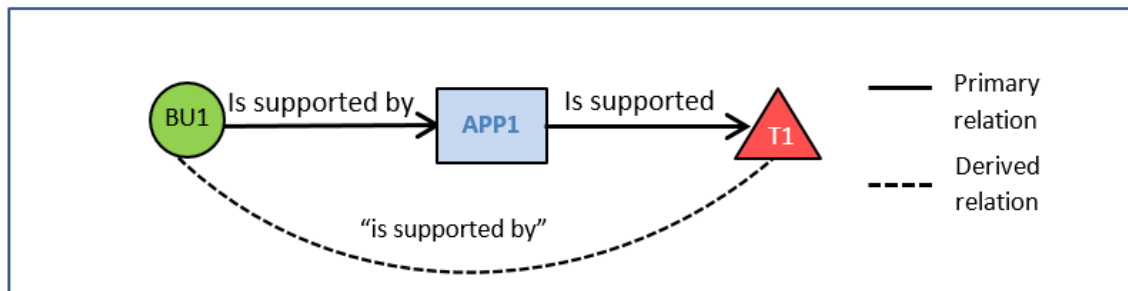 Is supported by
Is supported
BU1
APP1
T1
“is supported by”
Primary
relation
Derived
relation